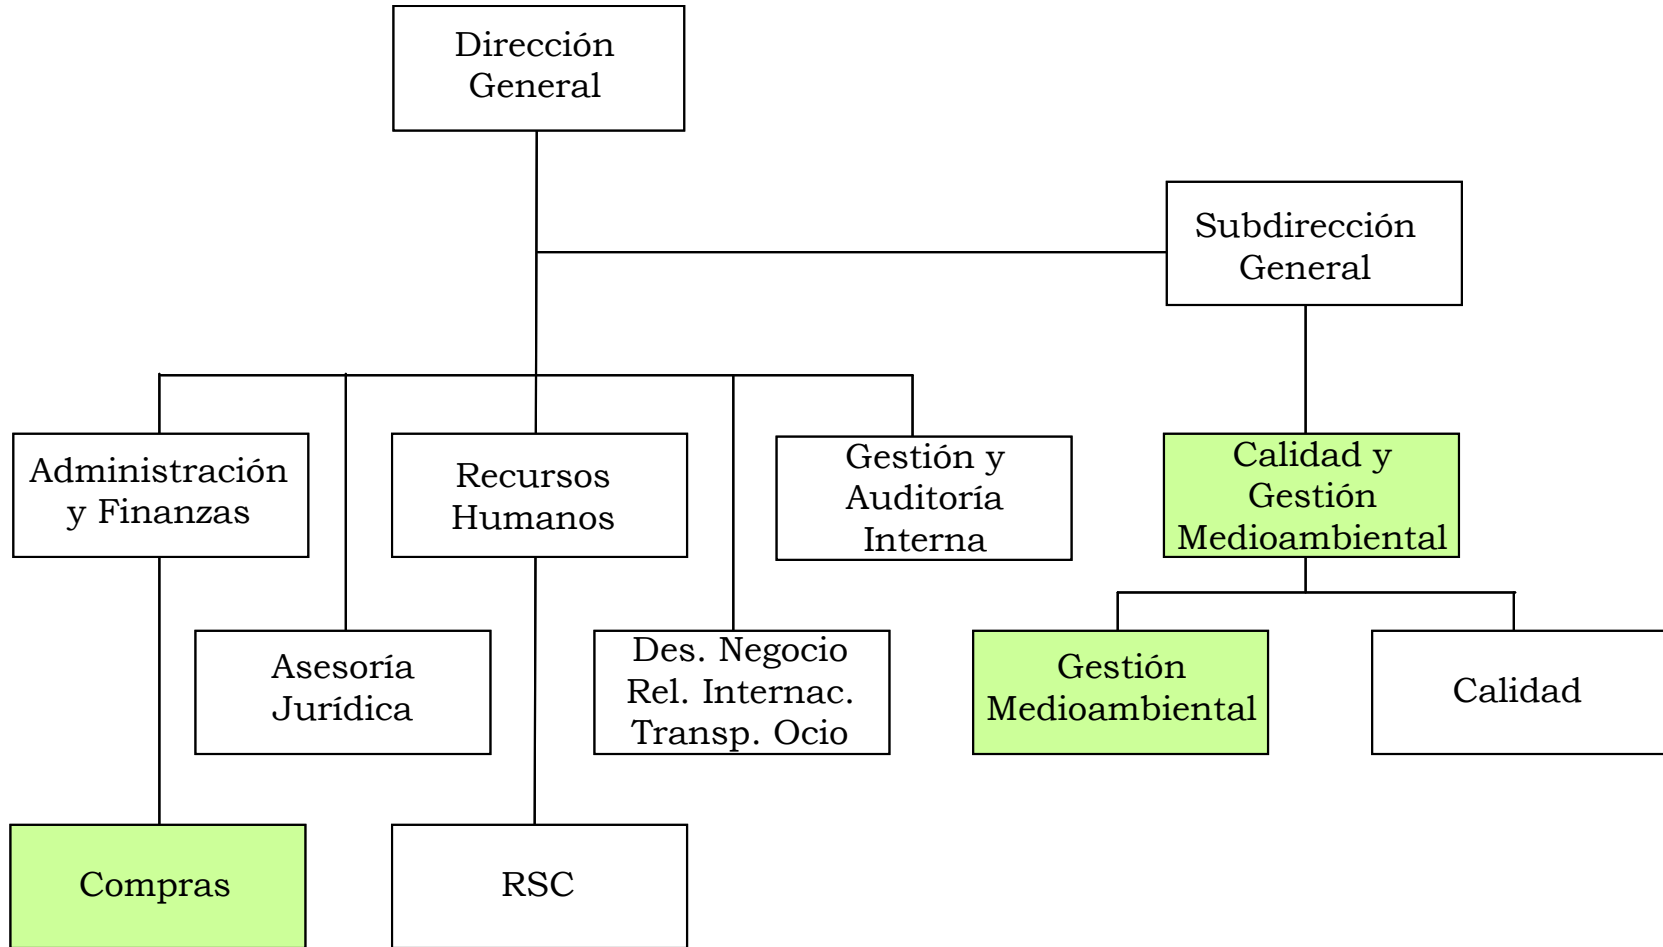 Dirección
General
Subdirección
General
Administración
y Finanzas
Recursos
Humanos
Gestión y
Auditoría
Interna
Calidad y
Gestión
Medioambiental
Asesoría
Jurídica
Des. Negocio
Rel. Internac.
Transp. Ocio
Gestión
Medioambiental
Calidad
Compras
RSC